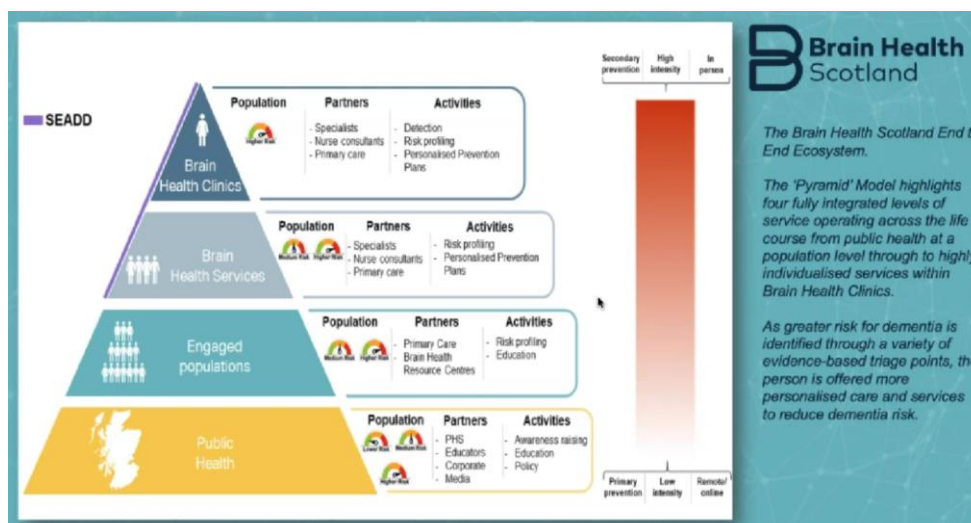 SEADD
Population
Higher Risk
Partners
- Specialists
- Nurse consultants
- Primary care
Activities
- Detection
- Risk profiling
- Personalised Prevention
Plans
Brain
Health Clinics
Population
Medium Risk Higher Risk
Partners
- Specialists
- Nurse consultants
- Primary care
Activities
- Risk profiling
- Personalised Prevention
Plans
Brain
Health Services
Population
Medium Risk Higher Risk
Partners
- Primary Care
- Brain Health
Resource Centres
Activities
- Risk profiling
- Education
Engaged
populations
Population
Lower Risk Medium Risk
Higher Risk
Partners
- PHS
- Educators
- Corporate
- Media
Activities
- Awareness raising
- Education
- Policy
Public
Health
Secondary prevention
High intensity
In person
Primary prevention
Low intensity
Remote/ online
Brain Health
Scotland
The Brain Health Scotland End
End Ecosystem.
The 'Pyramid' Model highlights
four fully integrated levels of
service operating across the life
course from public health at a
population level through to highly
individualised services within
Brain Health Clinics.
As greater risk for dementia is
identified through a variety of
evidence-based triage points,
person is offered more
personalised care and services
to reduce dementia risk.